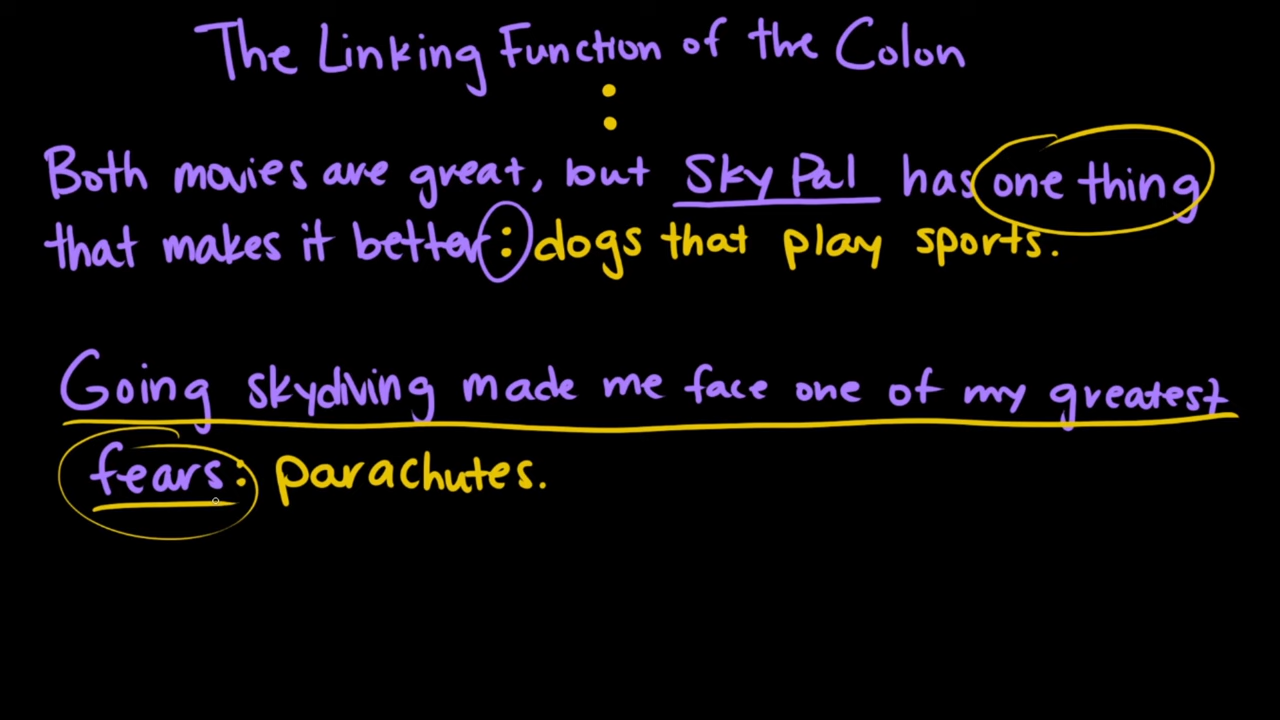 The Linking Function of the Colon
:
Both movies are great, but Sky Pal has one thing
that makes it better: dogs that play sports.
Going skydiving made me face one of my greatest
fears: parachutes.